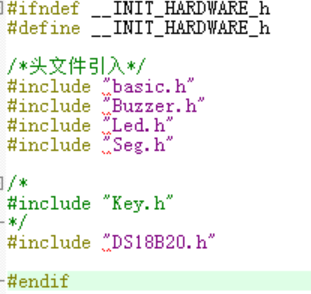 #ifndef __INIT_HARDWARE_h
#define __INIT_HARDWARE_h
/*头文件引入*/
#include "basic.h"
#include "Buzzer.h"
#include "Led.h"
#include "Seg.h"
/*
#include "Key.h"
*/
#include "DS18B20.h"
#endif